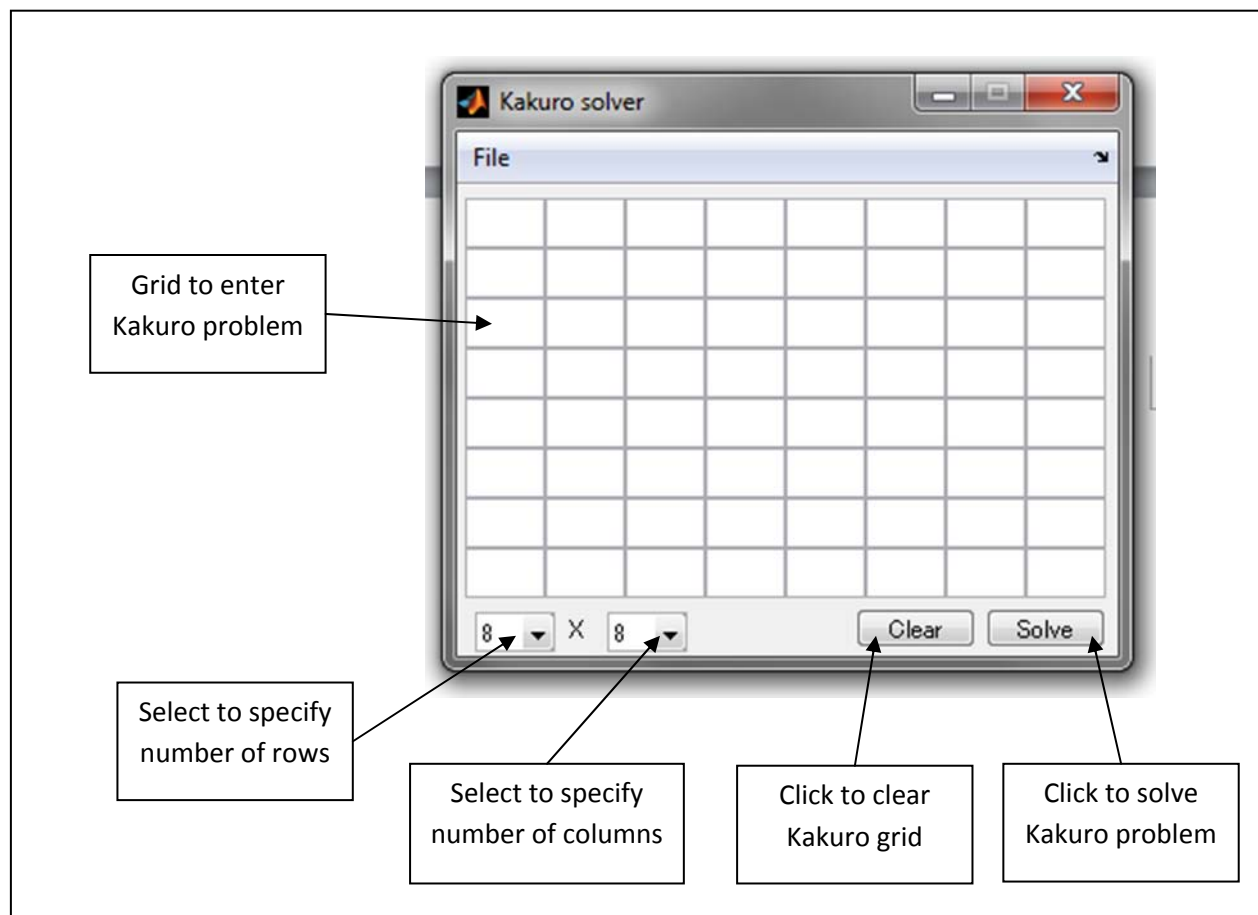 Kakuro solver
File
Grid to enter
Kakuro problem
8 X 8 Clear Solve
Select to specify
number of rows
Select to specify
number of columns
Click to clear
Kakuro grid
Click to solve
Kakuro problem